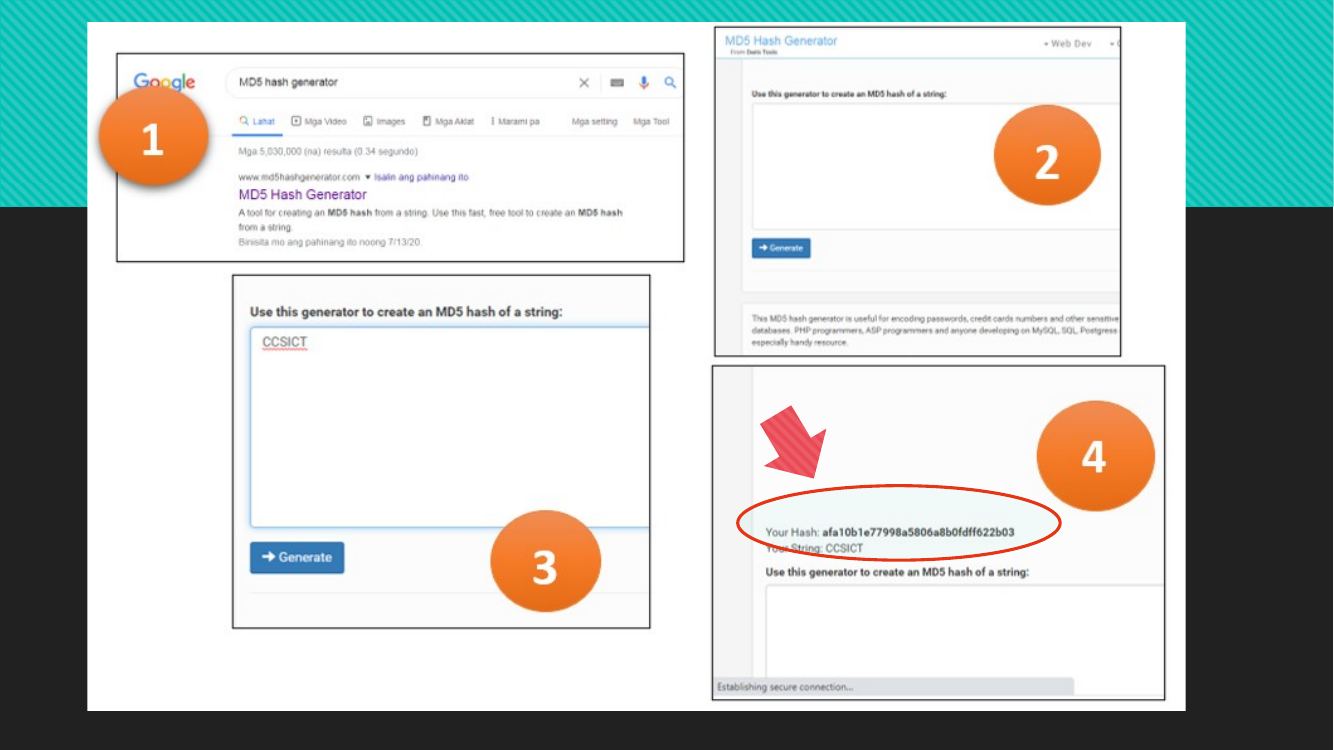 Google
MD5 hash generator
Lahat Mga Video Images Mga Aklat Marami pa Mga setting Mga Tool
Mga 5,030,000 (na) resulta (0.34 segundo)
www.md5hashgenerator.com ▾ Isalin ang pahinang ito
MD5 Hash Generator
A tool for creating an MD5 hash from a string. Use this fast, free tool to create an MD5 hash
from a string.
Binisita mo ang pahinang ito noong 7/13/20.
1
MD5 Hash Generator
From Dan's Tools
Web Dev
Use this generator to create an MD5 hash of a string:
2
Generate
This MD5 hash generator is useful for encoding passwords, credit cards numbers and other sensitive
databases. PHP programmers, ASP programmers and anyone developing on MySQL, SQL, Postgress
especially handy resource.
Use this generator to create an MD5 hash of a string:
CCSICT
Generate
3
4
Your Hash: afa10b1e77998a5806a8b0fdff622b03
Your String: CCSICT
Use this generator to create an MD5 hash of a string:
Establishing secure connection...